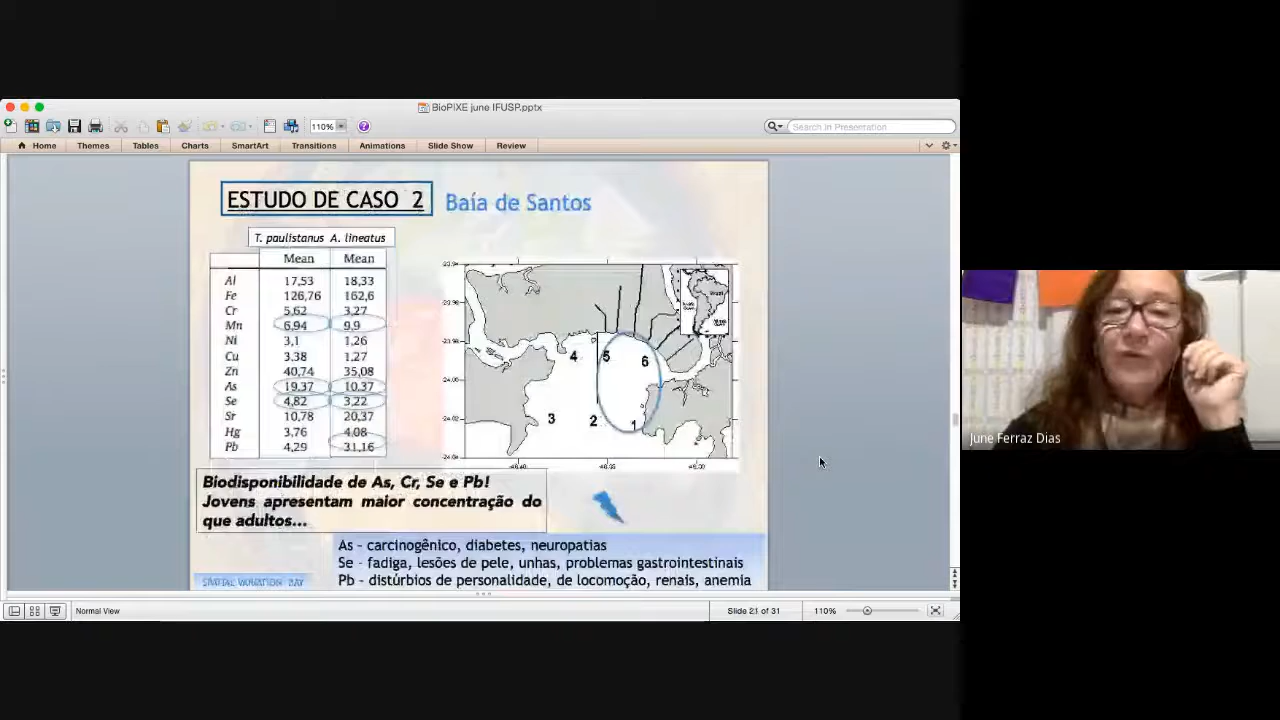 BioPIXE june IFUSP.pptx
110%
Search in Presentation
Home Themes Tables Charts SmartArt Transitions Animations Slide Show Review
ESTUDO DE CASO 2 Baía de Santos
T. paulistanus A. lineatus
Mean Mean
Al 17,53 18,33
Fe 126,76 162,6
Cr 5,62 3,27
Mn 6,94 9,9
Ni 3,1 1,26
Cu 3.38 1,27
Zn 40,74 35,08
As 19,37 10,37
Se 4,82 3,22
Sr 10,78 20,37
Hg 3,76 4,08
Pb 4,29 31,16
4 5 6
3 2 1
Biodisponibilidade de As, Cr, Se e Pb!
Jovens apresentam maior concentração do
que adultos...
As – carcinogênico, diabetes, neuropatias
Se – fadiga, lesões de pele, unhas, problemas gastrointestinais
Pb – distúrbios de personalidade, de locomoção, renais, anemia
SPATIAL VARIATION BAY
Normal View Slide 21 of 31 110%
June Ferraz Dias